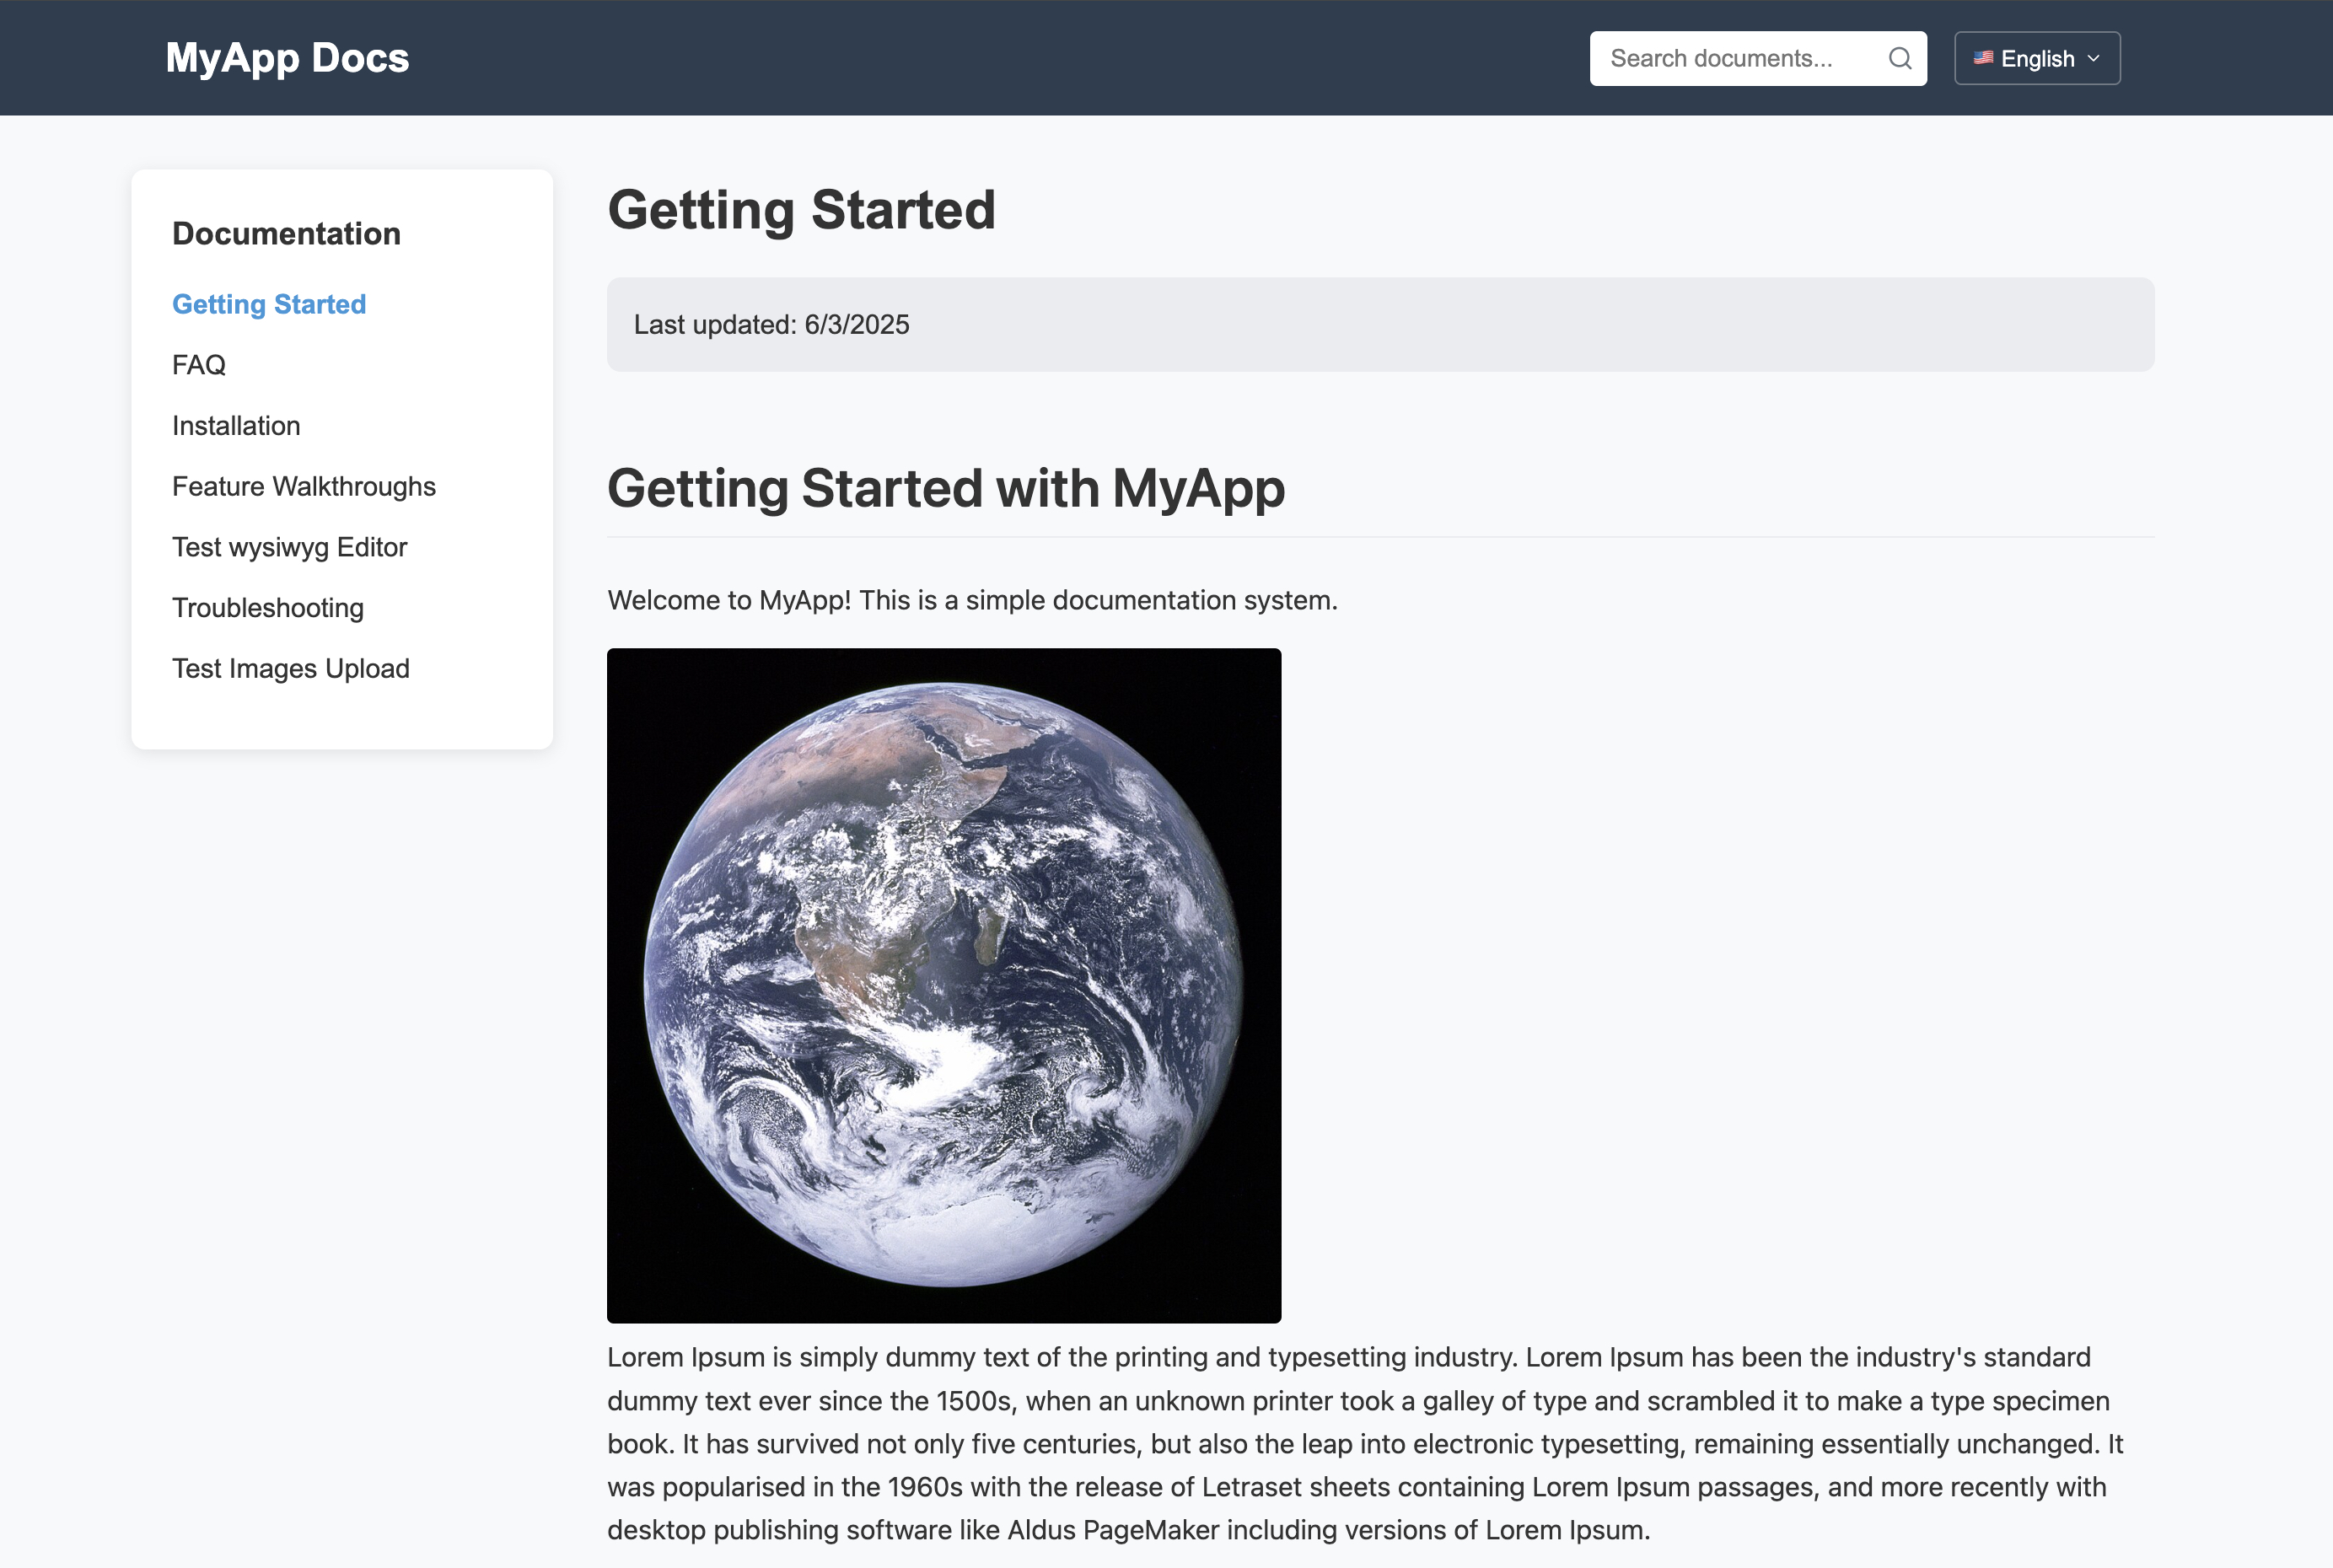 MyApp Docs
Search documents...
English
Documentation
Getting Started
FAQ
Installation
Feature Walkthroughs
Test wysiwyg Editor
Troubleshooting
Test Images Upload
Getting Started
Last updated: 6/3/2025
Getting Started with MyApp
Welcome to MyApp! This is a simple documentation system.
Lorem Ipsum is simply dummy text of the printing and typesetting industry. Lorem Ipsum has been the industry's standard
dummy text ever since the 1500s, when an unknown printer took a galley of type and scrambled it to make a type specimen
book. It has survived not only five centuries, but also the leap into electronic typesetting, remaining essentially unchanged. It
was popularised in the 1960s with the release of Letraset sheets containing Lorem Ipsum passages, and more recently with
desktop publishing software like Aldus PageMaker including versions of Lorem Ipsum.